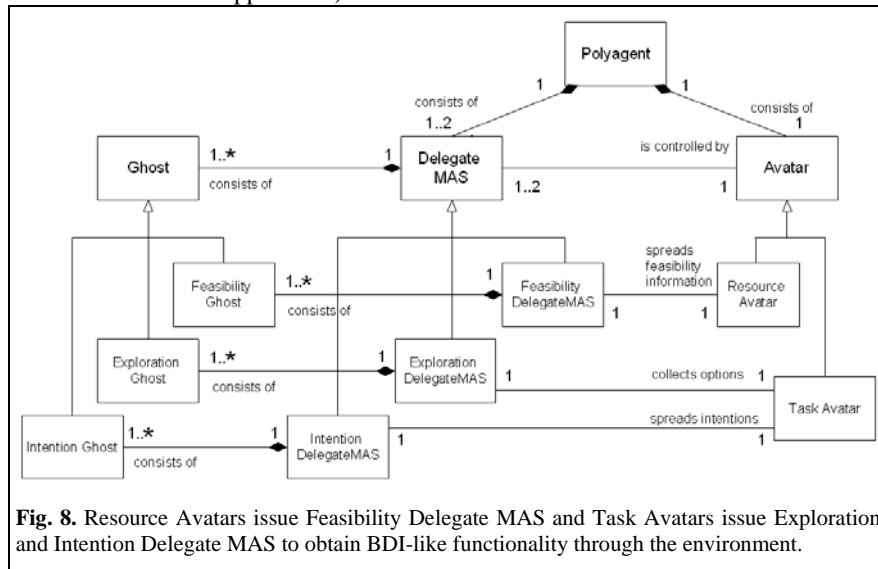 Polyagent
1
1
consists of
consists of
1..2
1
is controlled by
Ghost
1..*
1
Delegate
MAS
Avatar
consists of
1..2
1
spreads
feasibility
information
Feasibility
Ghost
1..*
1
Feasibility
DelegateMAS
Resource
Avatar
consists of
1
1
Exploration
Ghost
1..*
1
Exploration
DelegateMAS
consists of
1
collects options
1
Task Avatar
Intention Ghost
1..*
1
Intention
DelegateMAS
consists of
1
spreads intentions
1
Fig. 8. Resource Avatars issue Feasibility Delegate MAS and Task Avatars issue Exploration
and Intention Delegate MAS to obtain BDI-like functionality through the environment.